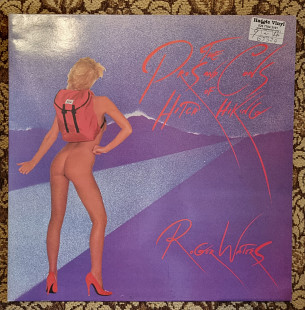 The
Pros and Cons
of
Hitch Hiking
Roger Waters